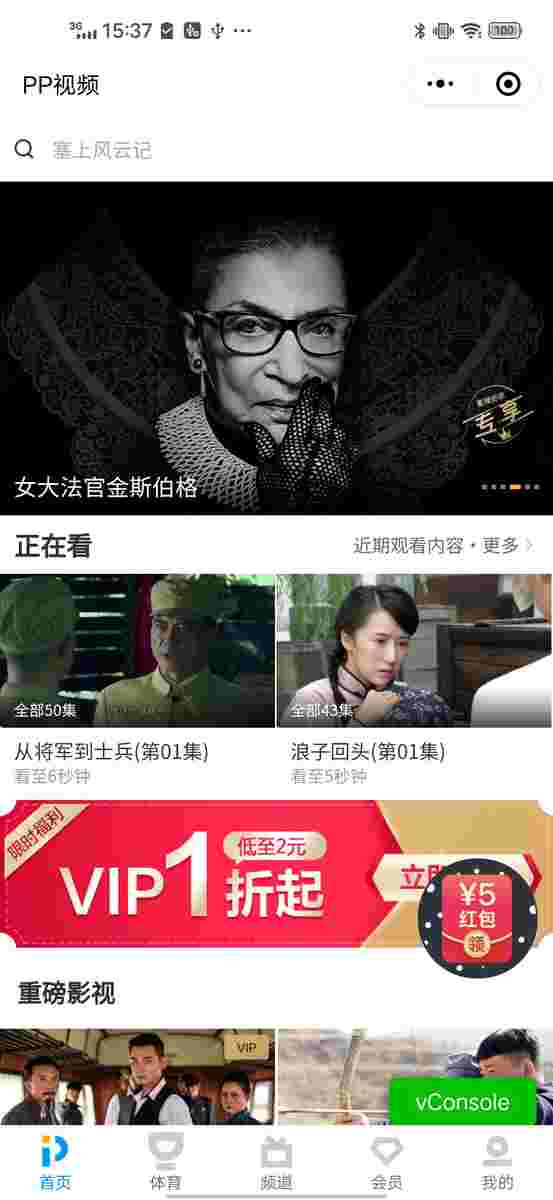 3G 15:37 100
PP视频
塞上风云记
专享
女大法官金斯伯格
正在看
近期观看内容·更多
全部50集
全部43集
从将军到士兵(第01集)
浪子回头(第01集)
看至6秒钟
看至5秒钟
限时福利
VIP1折起
低至2元
立即
¥5
红包
领
重磅影视
VIP
vConsole
首页
体育
频道
会员
我的